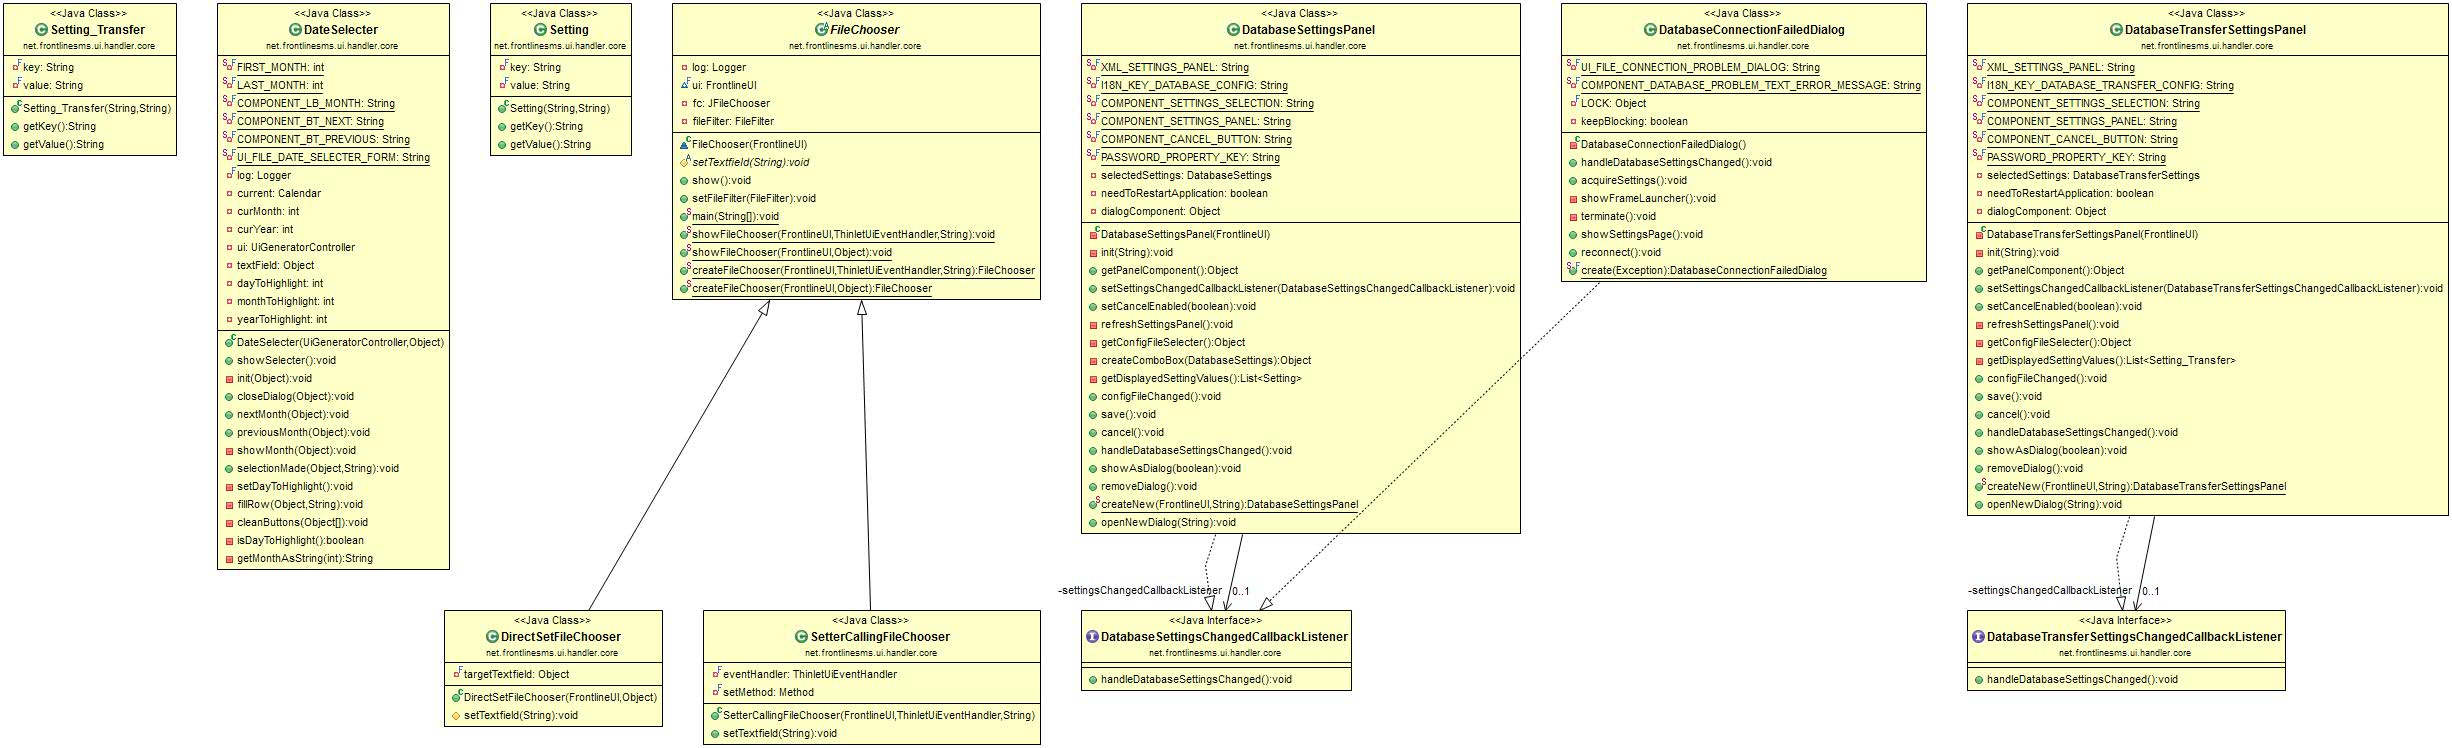 <<Java Class>>
Setting_Transfer
net.frontlinesms.ui.handler.core
key: String
value: String
Setting_Transfer(String,String)
getKey():String
getValue():String
<<Java Class>>
DateSelector
net.frontlinesms.ui.handler.core
FIRST_MONTH: int
LAST_MONTH: int
COMPONENT_LB_MONTH: String
COMPONENT_BT_NEXT: String
COMPONENT_BT_PREVIOUS: String
UI_FILE_DATE_SELECTER_FORM: String
log: Logger
current: Calendar
curMonth: int
curYear: int
ui: UiGeneratorController
textField: Object
dayToHighlight: int
monthToHighlight: int
yearToHighlight: int
DateSelecter(UiGeneratorController,Object)
showSelecter():void
init(Object):void
closeDialog(Object):void
nextMonth(Object):void
previousMonth(Object):void
showMonth(Object):void
selectionMade(Object,String):void
setDayToHighlight():void
fillRow(Object,String):void
cleanButtons(Object[]):void
isDayToHighlight():boolean
getMonthAsString(int):String
<<Java Class>>
Setting
net.frontlinesms.ui.handler.core
key: String
value: String
Setting(String,String)
getKey():String
getValue():String
<<Java Class>>
FileChooser
net.frontlinesms.ui.handler.core
log: Logger
ui: FrontlineUI
fc: JFileChooser
fileFilter: FileFilter
FileChooser(FrontlineUI)
setTextfield(String):void
show():void
setFileFilter(FileFilter):void
main(String[]):void
showFileChooser(FrontlineUI,ThinletUiEventHandler,String):void
showFileChooser(FrontlineUI,Object):void
createFileChooser(FrontlineUI,ThinletUiEventHandler,String):FileChooser
createFileChooser(FrontlineUI,Object):FileChooser
<<Java Class>>
DatabaseSettingsPanel
net.frontlinesms.ui.handler.core
XML_SETTINGS_PANEL: String
I18N_KEY_DATABASE_CONFIG: String
COMPONENT_SETTINGS_SELECTION: String
COMPONENT_SETTINGS_PANEL: String
COMPONENT_CANCEL_BUTTON: String
PASSWORD_PROPERTY_KEY: String
selectedSettings: DatabaseSettings
needToRestartApplication: boolean
dialogComponent: Object
DatabaseSettingsPanel(FrontlineUI)
init(String):void
getPanelComponent():Object
setSettingsChangedCallbackListener(DatabaseSettingsChangedCallbackListener):void
setCancelEnabled(boolean):void
refreshSettingsPanel():void
getConfigFileSelecter():Object
createComboBox(DatabaseSettings):Object
getDisplayedSettingValues():List<Setting>
configFileChanged():void
save():void
cancel():void
handleDatabaseSettingsChanged():void
showAsDialog(boolean):void
removeDialog():void
createNew(FrontlineUI,String):DatabaseSettingsPanel
openNewDialog(String):void
<<Java Class>>
DatabaseConnectionFailedDialog
net.frontlinesms.ui.handler.core
UI_FILE_CONNECTION_PROBLEM_DIALOG: String
COMPONENT_DATABASE_PROBLEM_TEXT_ERROR_MESSAGE: String
LOCK: Object
keepBlocking: boolean
DatabaseConnectionFailedDialog()
handleDatabaseSettingsChanged():void
acquireSettings():void
showFrameLauncher():void
terminate():void
showSettingsPage():void
reconnect():void
create(Exception):DatabaseConnectionFailedDialog
<<Java Class>>
DatabaseTransferSettingsPanel
net.frontlinesms.ui.handler.core
XML_SETTINGS_PANEL: String
I18N_KEY_DATABASE_TRANSFER_CONFIG: String
COMPONENT_SETTINGS_SELECTION: String
COMPONENT_SETTINGS_PANEL: String
COMPONENT_CANCEL_BUTTON: String
PASSWORD_PROPERTY_KEY: String
selectedSettings: DatabaseTransferSettings
needToRestartApplication: boolean
dialogComponent: Object
DatabaseTransferSettingsPanel(FrontlineUI)
init(String):void
getPanelComponent():Object
setSettingsChangedCallbackListener(DatabaseTransferSettingsChangedCallbackListener):void
setCancelEnabled(boolean):void
refreshSettingsPanel():void
getConfigFileSelecter():Object
getDisplayedSettingValues():List<Setting_Transfer>
configFileChanged():void
save():void
cancel():void
handleDatabaseSettingsChanged():void
showAsDialog(boolean):void
removeDialog():void
createNew(FrontlineUI,String):DatabaseTransferSettingsPanel
openNewDialog(String):void
-settingsChangedCallbackListener
0..1
-settingsChangedCallbackListener
0..1
<<Java Class>>
DirectSetFileChooser
net.frontlinesms.ui.handler.core
targetTextfield: Object
DirectSetFileChooser(FrontlineUI,Object)
setTextfield(String):void
<<Java Class>>
SetterCallingFileChooser
net.frontlinesms.ui.handler.core
eventHandler: ThinletUiEventHandler
setMethod: Method
SetterCallingFileChooser(FrontlineUI,ThinletUiEventHandler,String)
setTextfield(String):void
<<Java Interface>>
DatabaseSettingsChangedCallbackListener
net.frontlinesms.ui.handler.core
handleDatabaseSettingsChanged():void
<<Java Interface>>
DatabaseTransferSettingsChangedCallbackListener
net.frontlinesms.ui.handler.core
handleDatabaseSettingsChanged():void